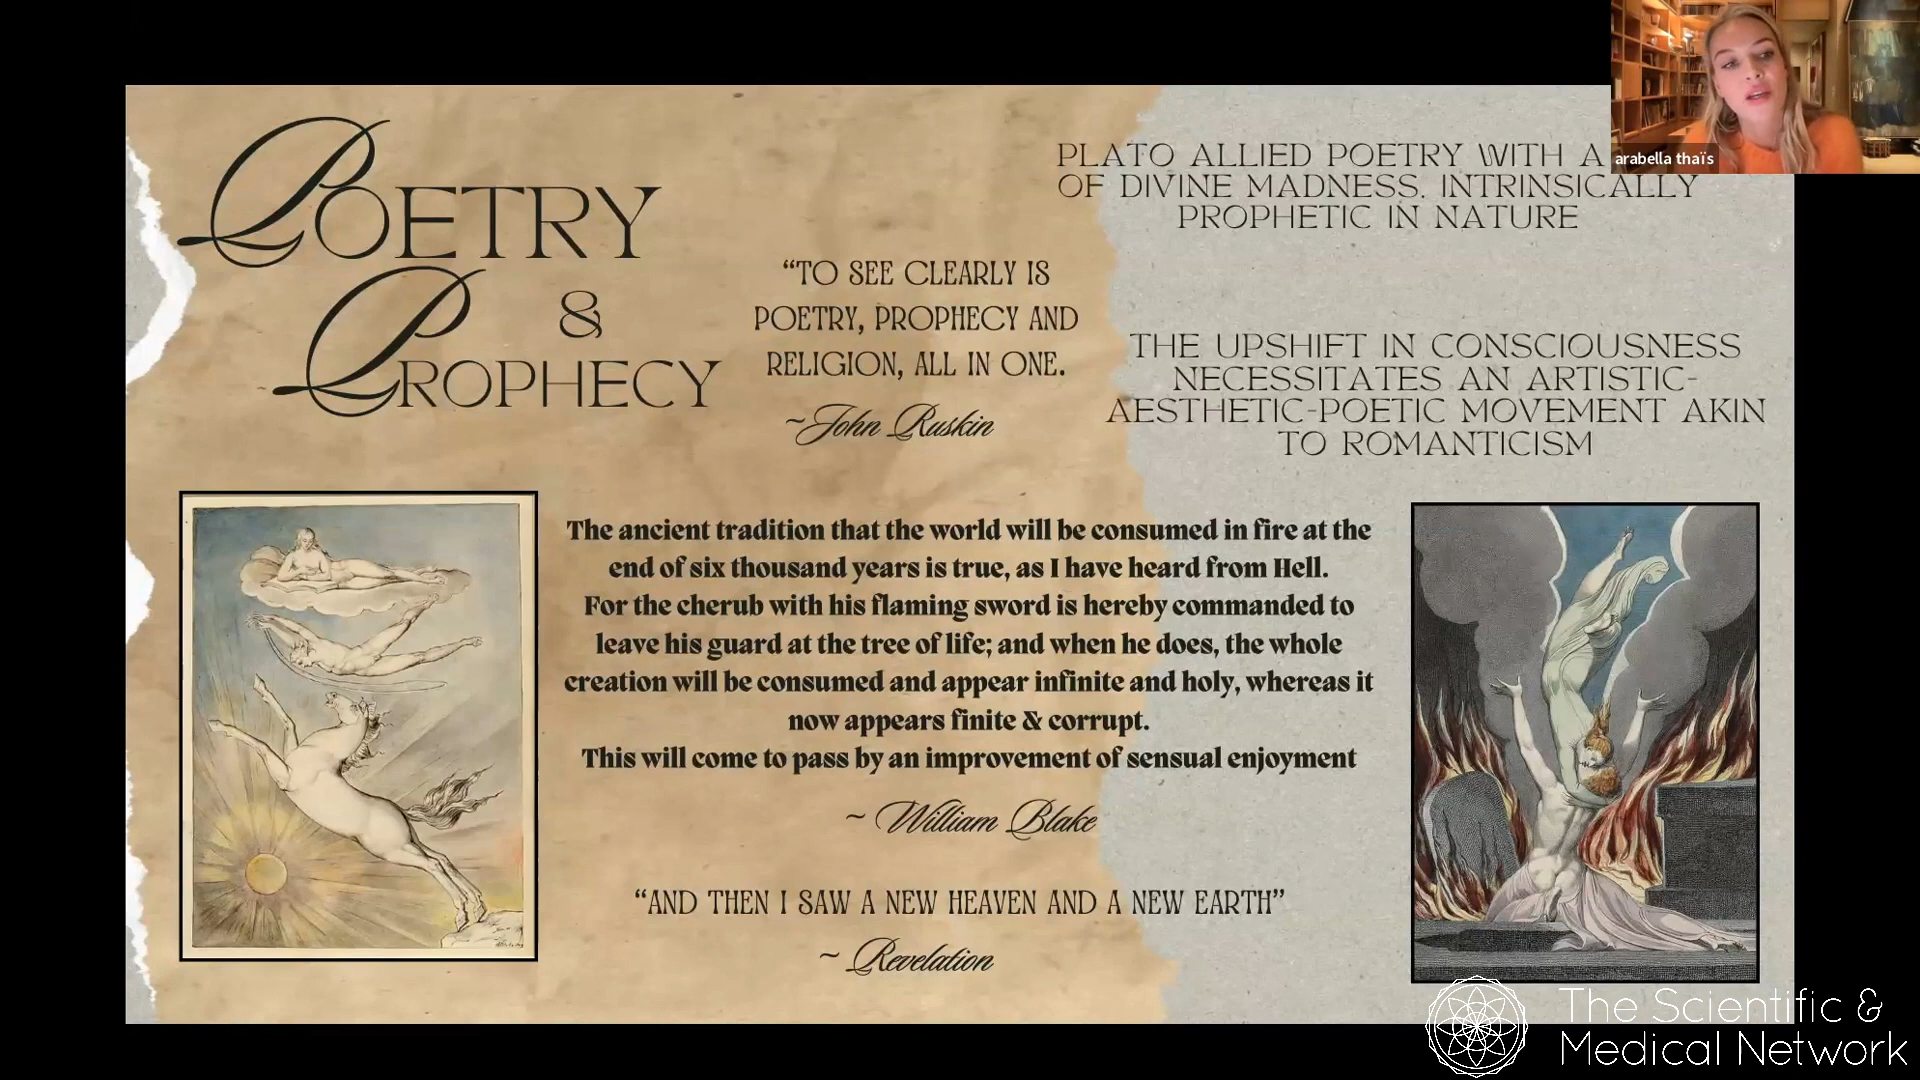 POETRY
&
PROPHECY
“TO SEE CLEARLY IS
POETRY, PROPHECY AND
RELIGION, ALL IN ONE.
~John Ruskin
PLATO ALLIED POETRY WITH A
OF DIVINE MADNESS, INTRINSICALLY
PROPHETIC IN NATURE
THE UPSHIFT IN CONSCIOUSNESS
NECESSITATES AN ARTISTIC-
AESTHETIC-POETIC MOVEMENT AKIN
TO ROMANTICISM
The ancient tradition that the world will be consumed in fire at the
end of six thousand years is true, as I have heard from Hell.
For the cherub with his flaming sword is hereby commanded to
leave his guard at the tree of life; and when he does, the whole
creation will be consumed and appear infinite and holy, whereas it
now appears finite & corrupt.
This will come to pass by an improvement of sensual enjoyment
~ William Blake
“AND THEN I SAW A NEW HEAVEN AND A NEW EARTH”
~ Revelation
arabella thaïs
The Scientific &
Medical Network